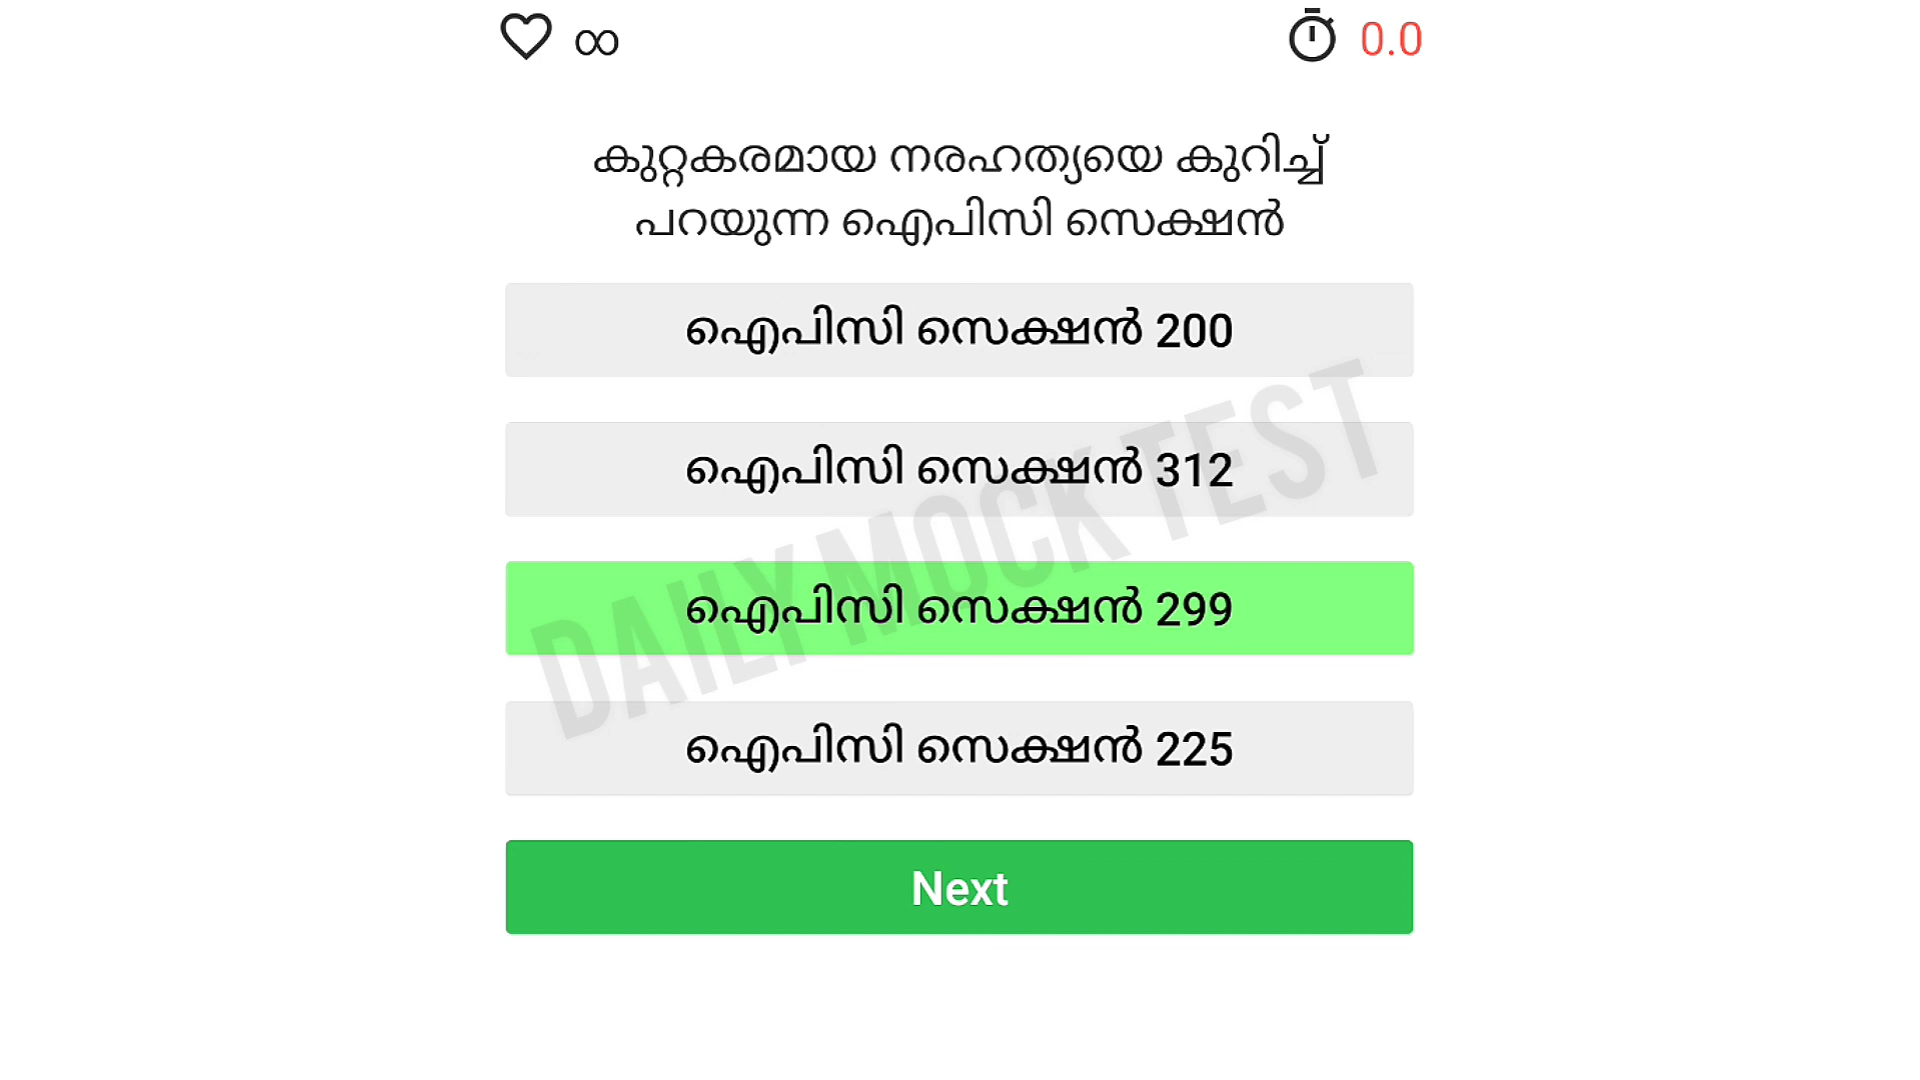 ∞ 0.0
കുറ്റകരമായ നരഹത്യയെ കുറിച്ച്
പറയുന്ന ഐപിസി സെക്ഷൻ
ഐപിസി സെക്ഷൻ 200
ഐപിസി സെക്ഷൻ 312
ഐപിസി സെക്ഷൻ 299
ഐപിസി സെക്ഷൻ 225
DAILY MOCK TEST
Next